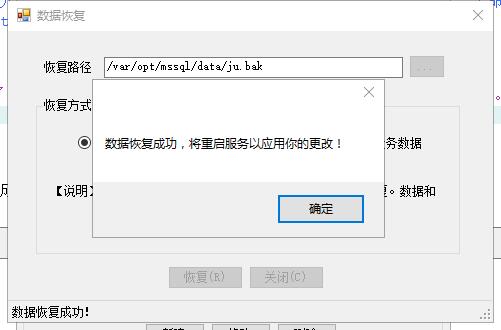 数据恢复
恢复路径
/var/opt/mssql/data/ju.bak
...
恢复方式
数据恢复成功，将重启服务以应用你的更改！
务数据
【说明】
。数据和
确定
恢复(R)
关闭(C)
数据恢复成功!